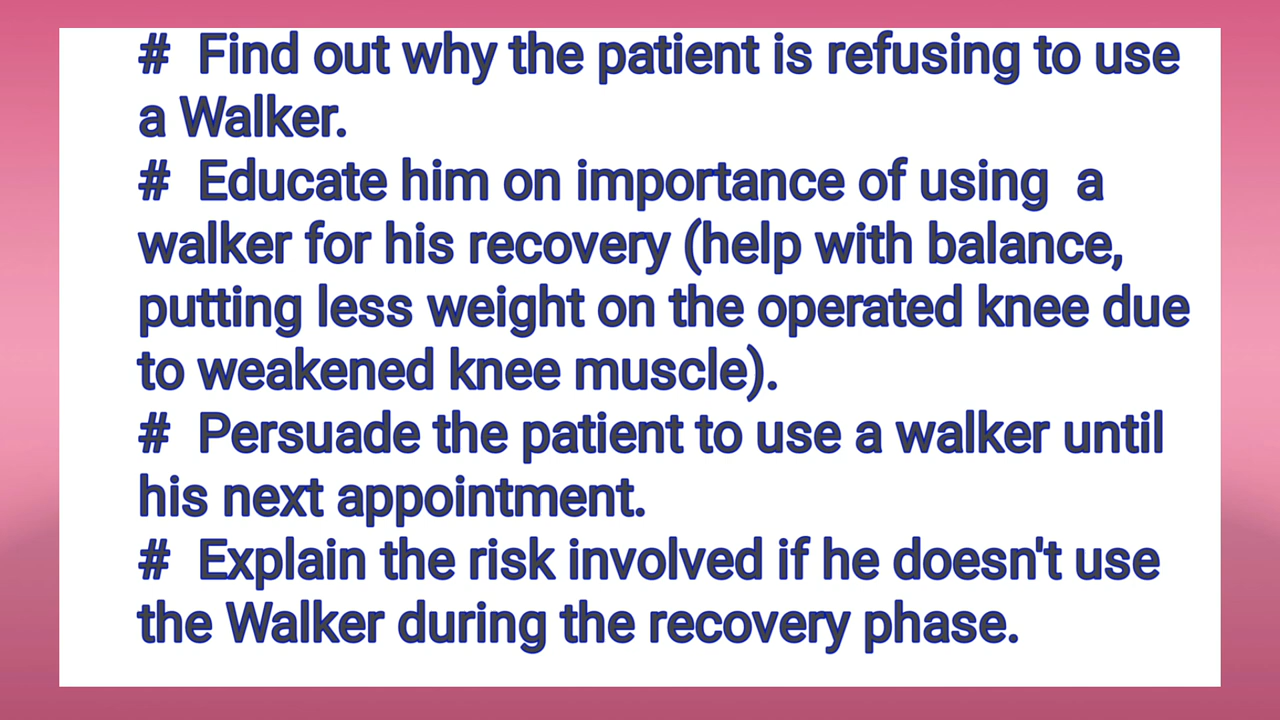 # Find out why the patient is refusing to use
a Walker.
# Educate him on importance of using  a
walker for his recovery (help with balance,
putting less weight on the operated knee due
to weakened knee muscle).
# Persuade the patient to use a walker until
his next appointment.
# Explain the risk involved if he doesn't use
the Walker during the recovery phase.